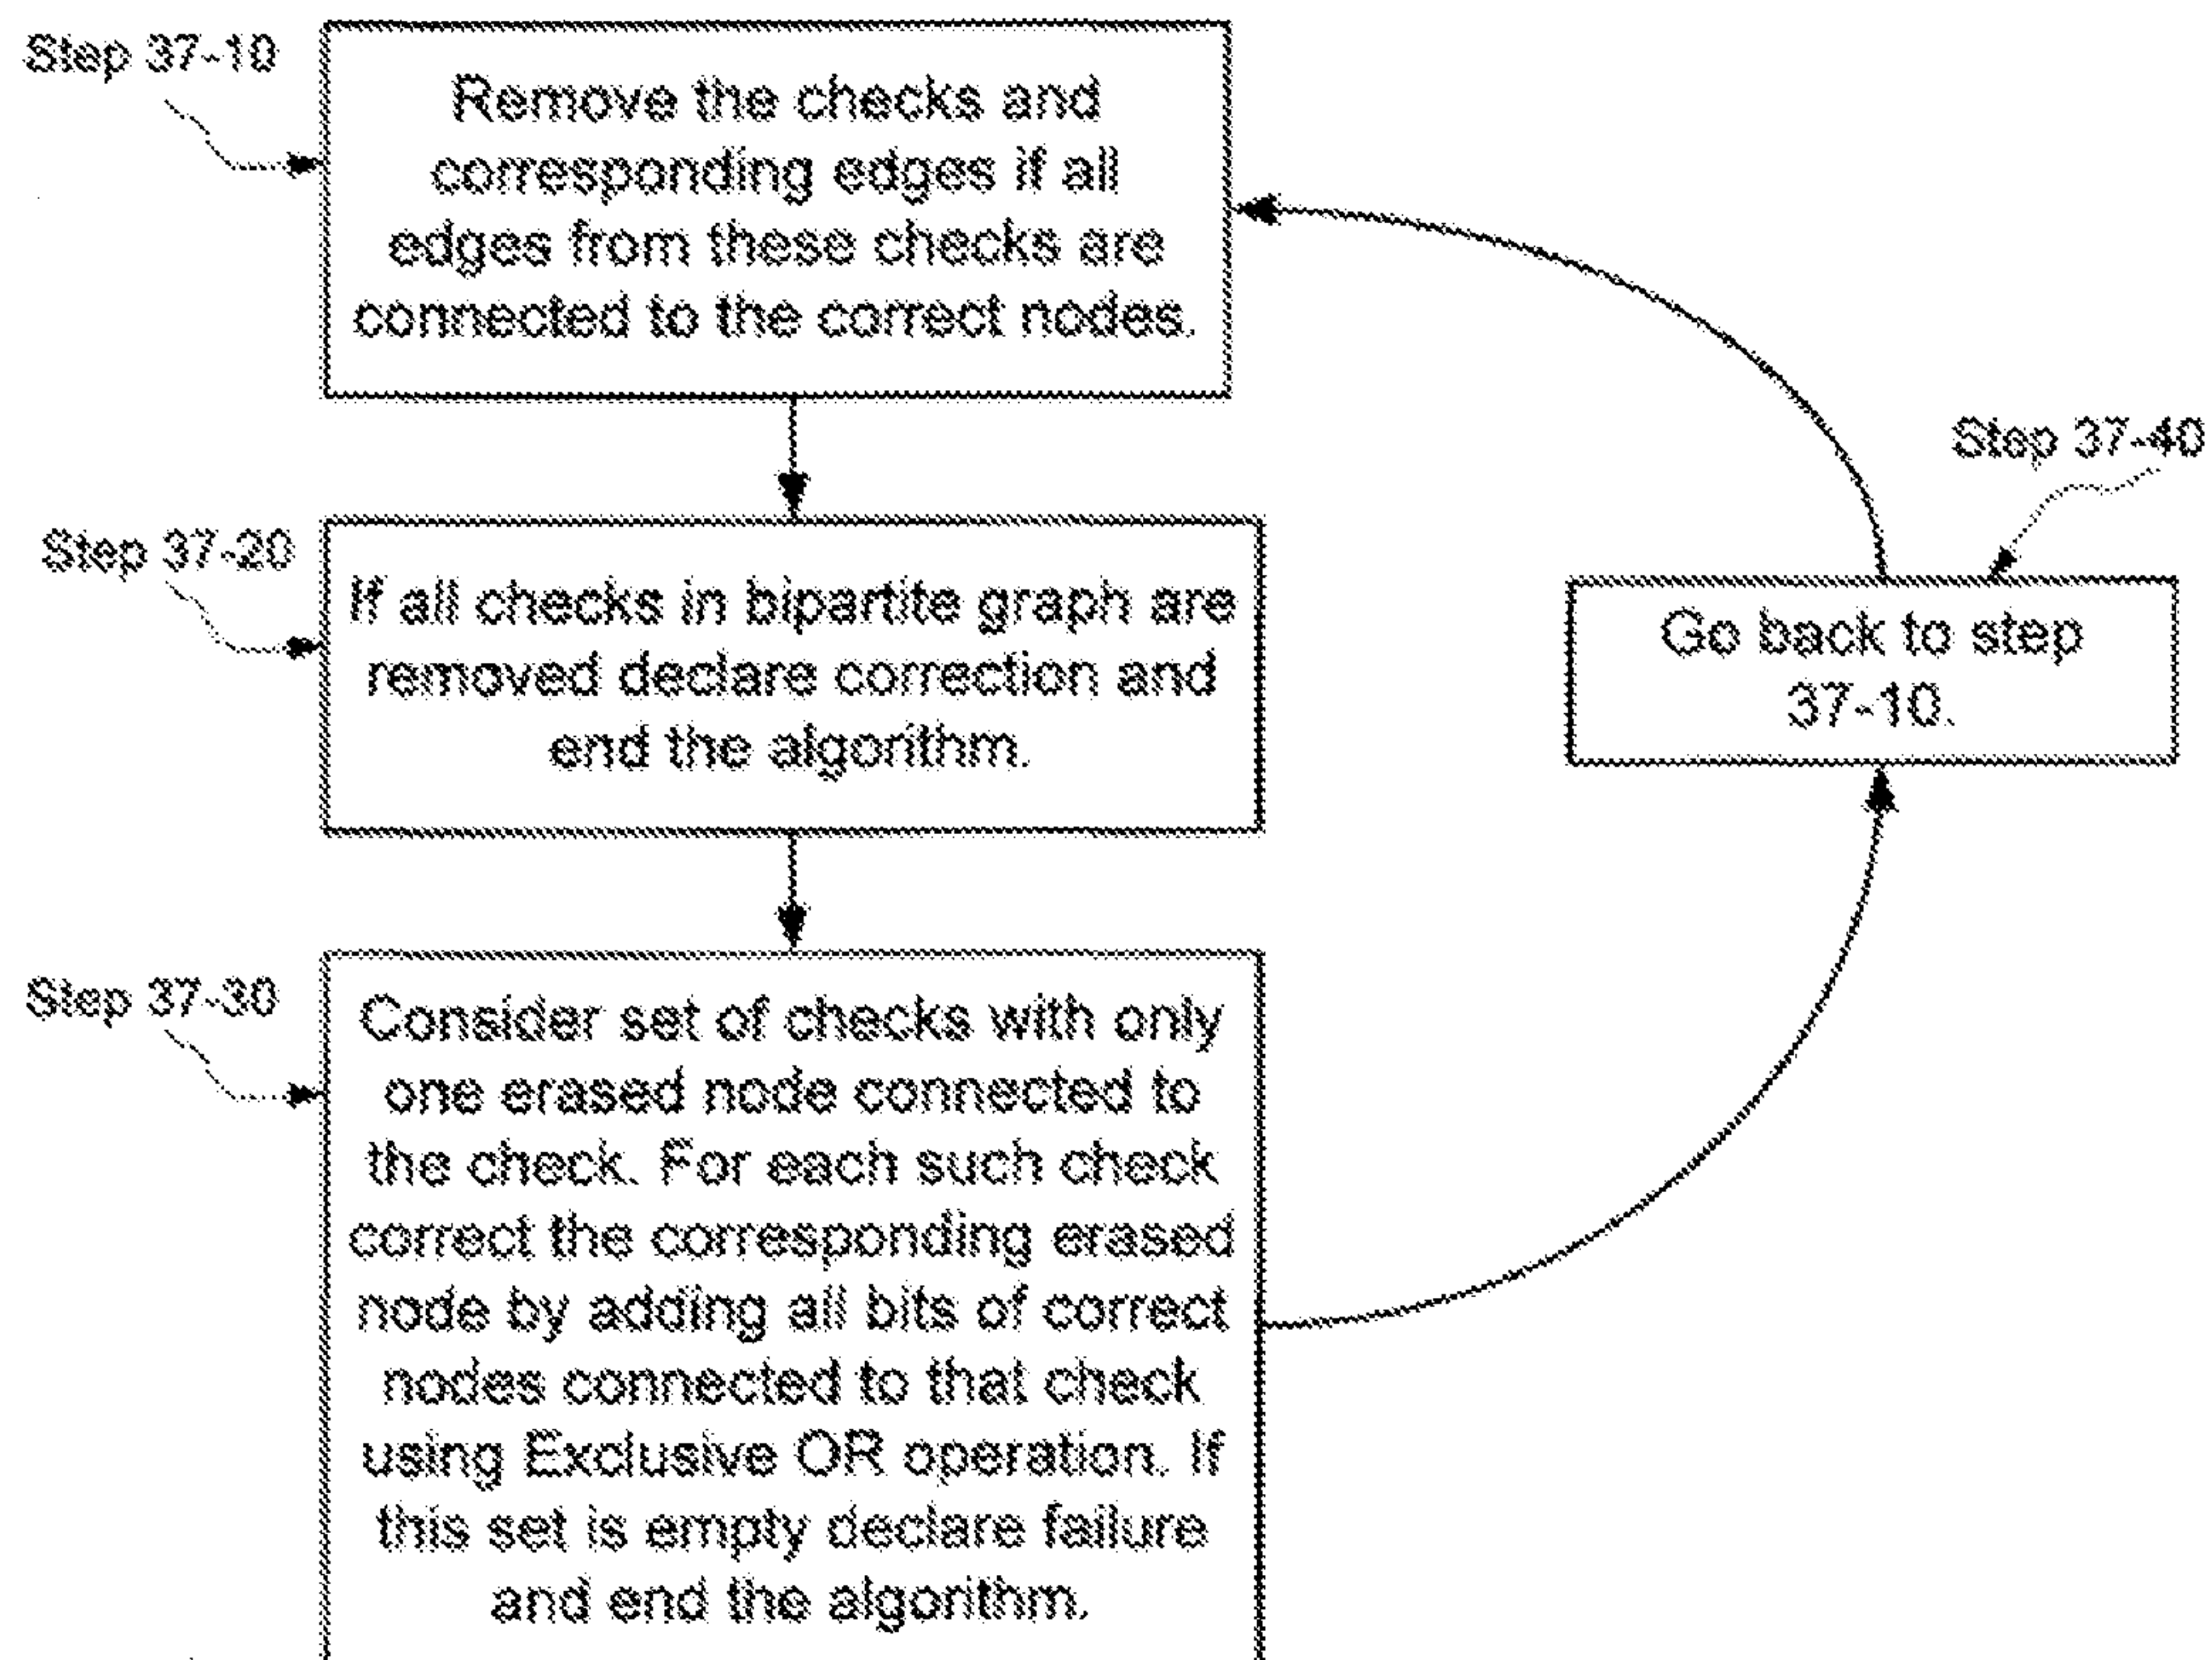 Step 37-10
Remove the checks and
corresponding edges if all
edges from these checks are
connected to the correct nodes.
Step 37-20
If all checks in bipartite graph are
removed declare correction and
end the algorithm.
Step 37-30
Consider set of checks with only
one erased node connected to
the check. For each such check
correct the corresponding erased
node by adding all bits of correct
nodes connected to that check
using Exclusive OR operation. If
this set is empty declare failure
and end the algorithm.
Step 37-40
Go back to step
37-10.